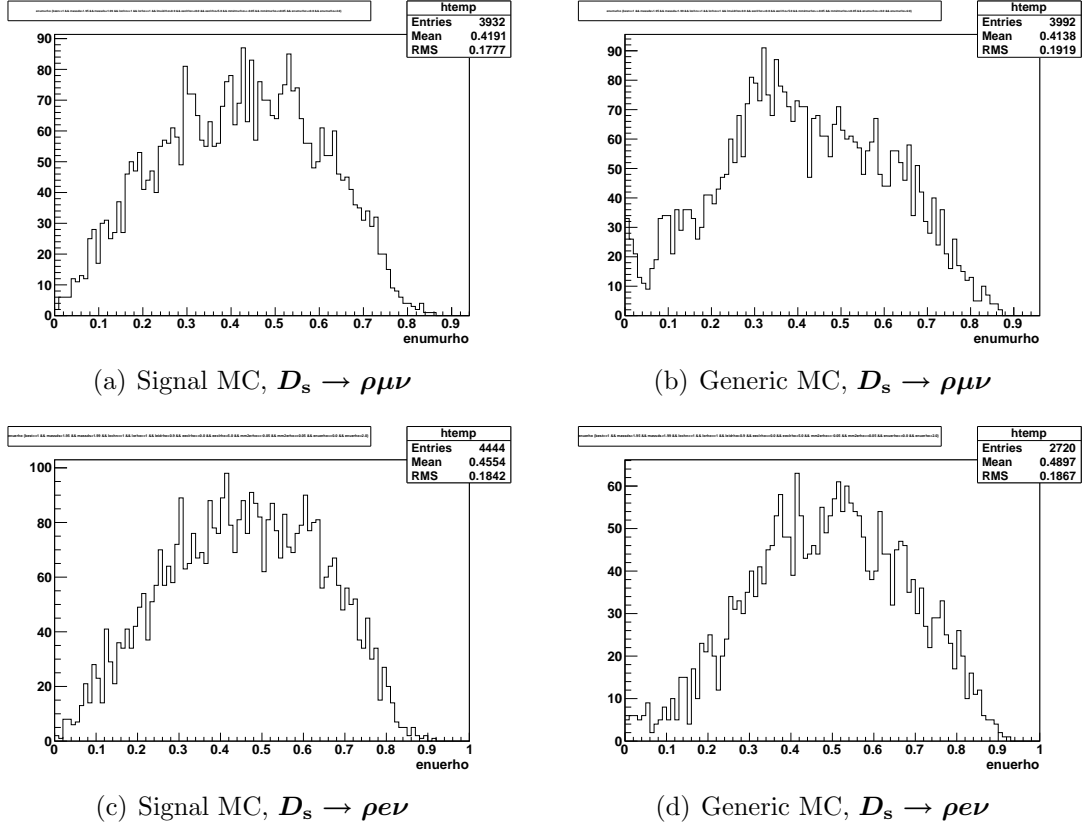 htemp
Entries 3932
Mean 0.4191
RMS 0.1777
90
80
70
60
50
40
30
20
10
0
0 0.1 0.2 0.3 0.4 0.5 0.6 0.7 0.8 0.9
enumurho
(a) Signal MC, Ds → ρμν
htemp
Entries 3992
Mean 0.4138
RMS 0.1919
90
80
70
60
50
40
30
20
10
0
0 0.1 0.2 0.3 0.4 0.5 0.6 0.7 0.8 0.9
enumurho
(b) Generic MC, Ds → ρμν
htemp
Entries 4444
Mean 0.4554
RMS 0.1842
100
80
60
40
20
0
0 0.1 0.2 0.3 0.4 0.5 0.6 0.7 0.8 0.9 1
enuerho
(c) Signal MC, Ds → ρeν
htemp
Entries 2720
Mean 0.4897
RMS 0.1867
60
50
40
30
20
10
0
0 0.1 0.2 0.3 0.4 0.5 0.6 0.7 0.8 0.9 1
enuerho
(d) Generic MC, Ds → ρeν